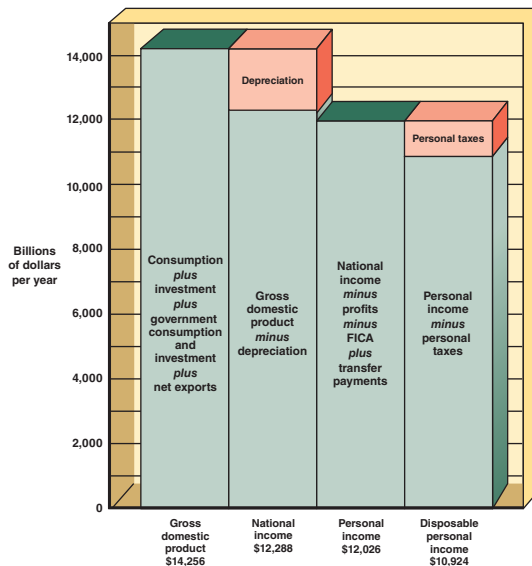 14,000
12,000
10,000
8,000
6,000
4,000
2,000
0
Billions
of dollars
per year
Depreciation
Personal taxes
Consumption
plus
investment
plus
government
consumption
and
investment
plus
net exports
Gross
domestic
product
minus
depreciation
National
income
minus
profits
minus
FICA
plus
transfer
payments
Personal
income
minus
personal
taxes
Gross
domestic
product
$14,256
National
income
$12,288
Personal
income
$12,026
Disposable
personal
income
$10,924